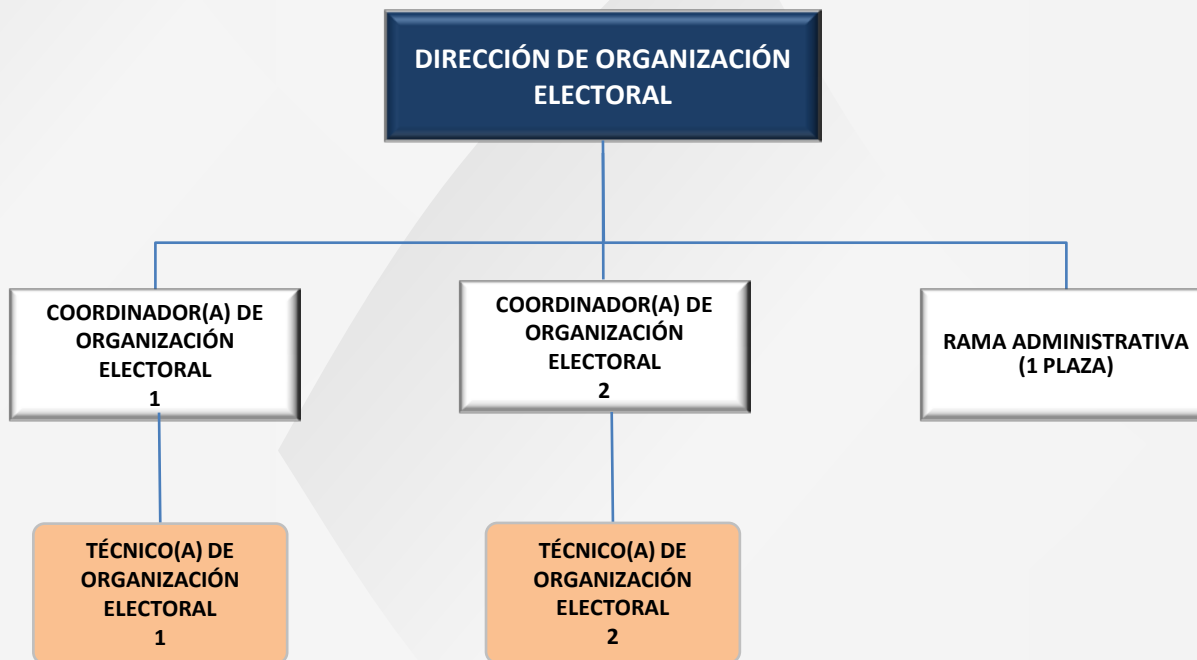 DIRECCIÓN DE ORGANIZACIÓN
ELECTORAL
COORDINADOR(A) DE
ORGANIZACIÓN
ELECTORAL
1
COORDINADOR(A) DE
ORGANIZACIÓN
ELECTORAL
2
RAMA ADMINISTRATIVA
(1 PLAZA)
TÉCNICO(A) DE
ORGANIZACIÓN
ELECTORAL
1
TÉCNICO(A) DE
ORGANIZACIÓN
ELECTORAL
2